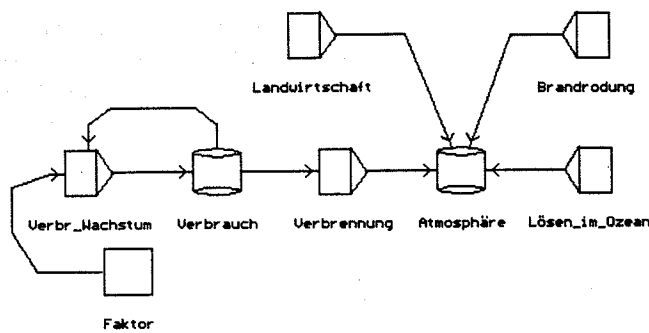 Landwirtschaft
Brandrodung
Verbr_Wachstum
Verbrauch
Verbrennung
Atmosphäre
Lösen_im_Ozean
Faktor